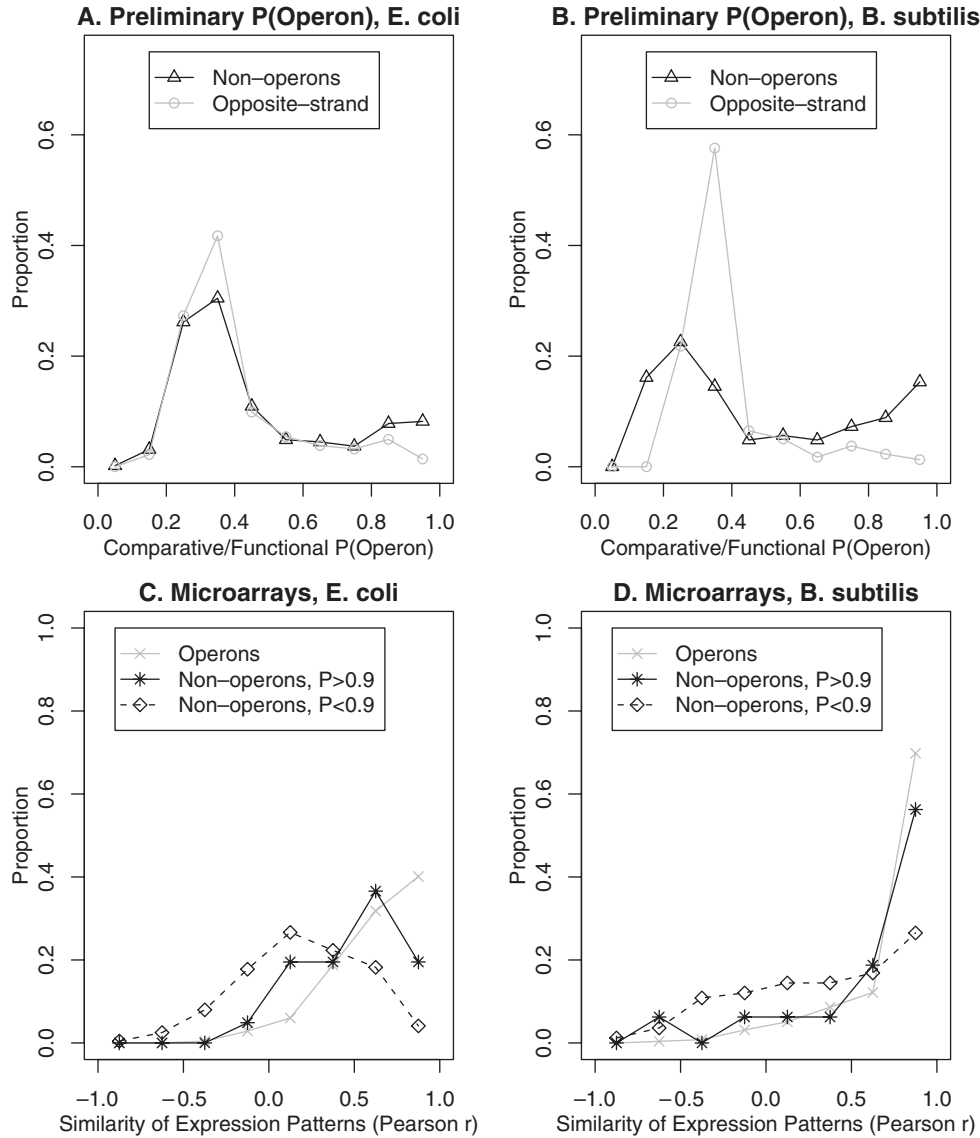 A. Preliminary P(Operon), E. coli
Non−operons
Opposite−strand
Proportion
0.0 0.2 0.4 0.6
0.0 0.2 0.4 0.6 0.8 1.0
Comparative/Functional P(Operon)
B. Preliminary P(Operon), B. subtilis
Non−operons
Opposite−strand
Proportion
0.0 0.2 0.4 0.6
0.0 0.2 0.4 0.6 0.8 1.0
Comparative/Functional P(Operon)
C. Microarrays, E. coli
Operons
Non−operons, P>0.9
Non−operons, P<0.9
Proportion
0.0 0.2 0.4 0.6 0.8 1.0
−1.0 −0.5 0.0 0.5 1.0
Similarity of Expression Patterns (Pearson r)
D. Microarrays, B. subtilis
Operons
Non−operons, P>0.9
Non−operons, P<0.9
Proportion
0.0 0.2 0.4 0.6 0.8 1.0
−1.0 −0.5 0.0 0.5 1.0
Similarity of Expression Patterns (Pearson r)